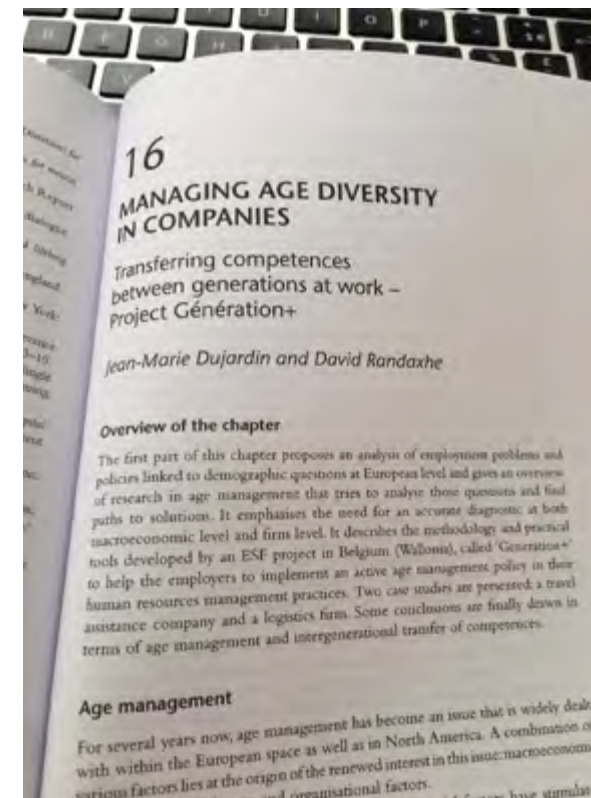 16
MANAGING AGE DIVERSITY
IN COMPANIES
Transferring competences
between generations at work –
Project Génération+
Jean-Marie Dujardin and David Randaxhe
Overview of the chapter
The first part of this chapter proposes an analysis of employment problems and
policies linked to demographic questions at European level and gives an overview
of research in age management that tries to analyse those questions and find
paths to solutions. It emphasises the need for an accurate diagnostic at both
macroeconomic level and firm level. It describes the methodology and practical
tools developed by an ESF project in Belgium (Wallonia), called 'Generation+'
to help the employers to implement an active age management policy in their
human resources management practices. Two case studies are presented: a travel
assistance company and a logistics firm. Some conclusions are finally drawn in
terms of age management and intergenerational transfer of competences.
Age management
For several years now, age management has become an issue that is widely deal
with within the European space as well as in North America. A combination o
various factors lies at the origin of the renewed interest in this issue: macroeconom
and organisational factors.